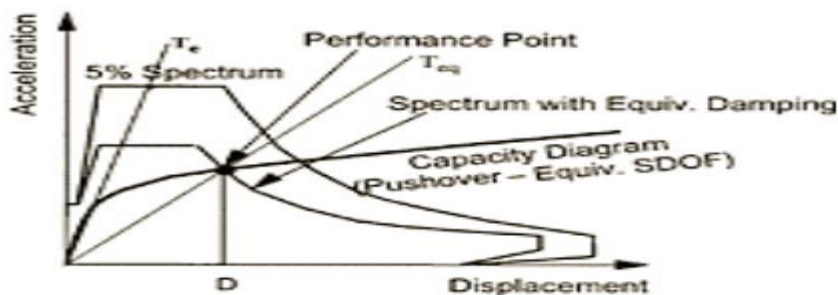 Acceleration
Te
Performance Point
5% Spectrum
Teq
Spectrum with Equiv. Damping
Capacity Diagram
(Pushover – Equiv. SDOF)
D
Displacement